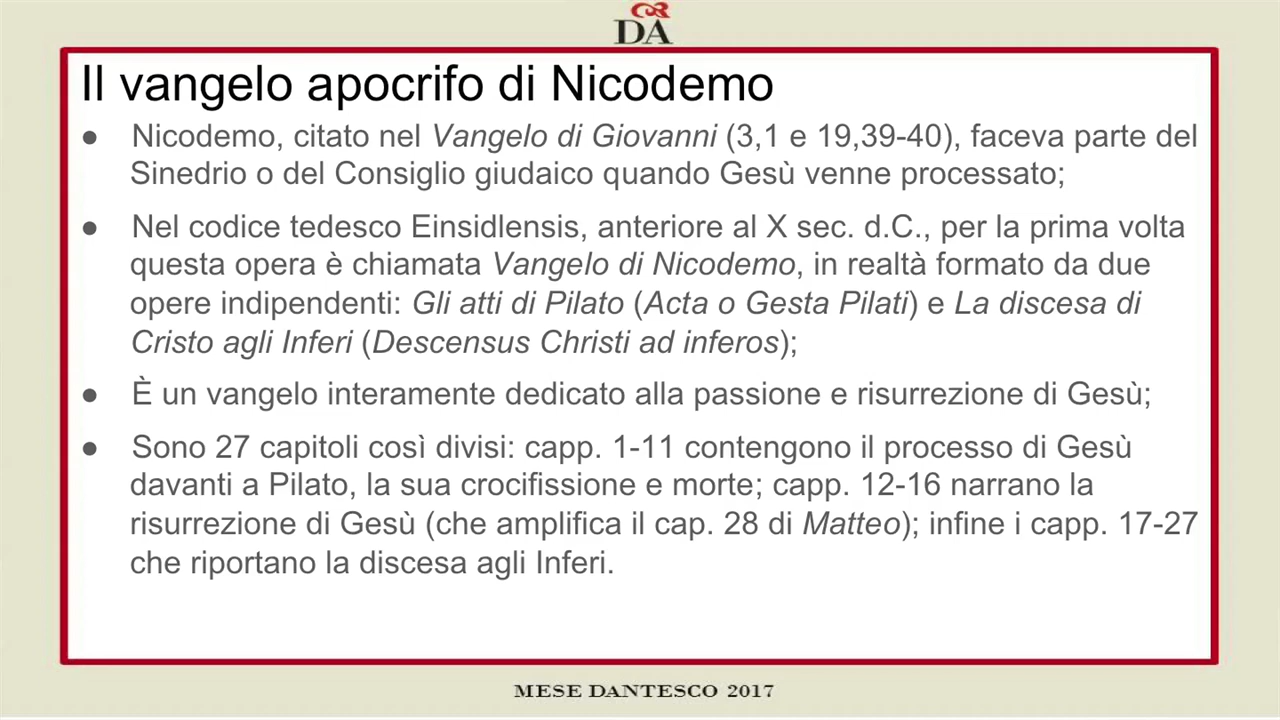 DA
Il vangelo apocrifo di Nicodemo
● Nicodemo, citato nel Vangelo di Giovanni (3,1 e 19,39-40), faceva parte del
Sinedrio o del Consiglio giudaico quando Gesù venne processato;
● Nel codice tedesco Einsidlensis, anteriore al X sec. d.C., per la prima volta
questa opera è chiamata Vangelo di Nicodemo, in realtà formato da due
opere indipendenti: Gli atti di Pilato (Acta o Gesta Pilati) e La discesa di
Cristo agli Inferi (Descensus Christi ad inferos);
● È un vangelo interamente dedicato alla passione e risurrezione di Gesù;
● Sono 27 capitoli così divisi: capp. 1-11 contengono il processo di Gesù
davanti a Pilato, la sua crocifissione e morte; capp. 12-16 narrano la
risurrezione di Gesù (che amplifica il cap. 28 di Matteo); infine i capp. 17-27
che riportano la discesa agli Inferi.
MESE DANTESCO 2017